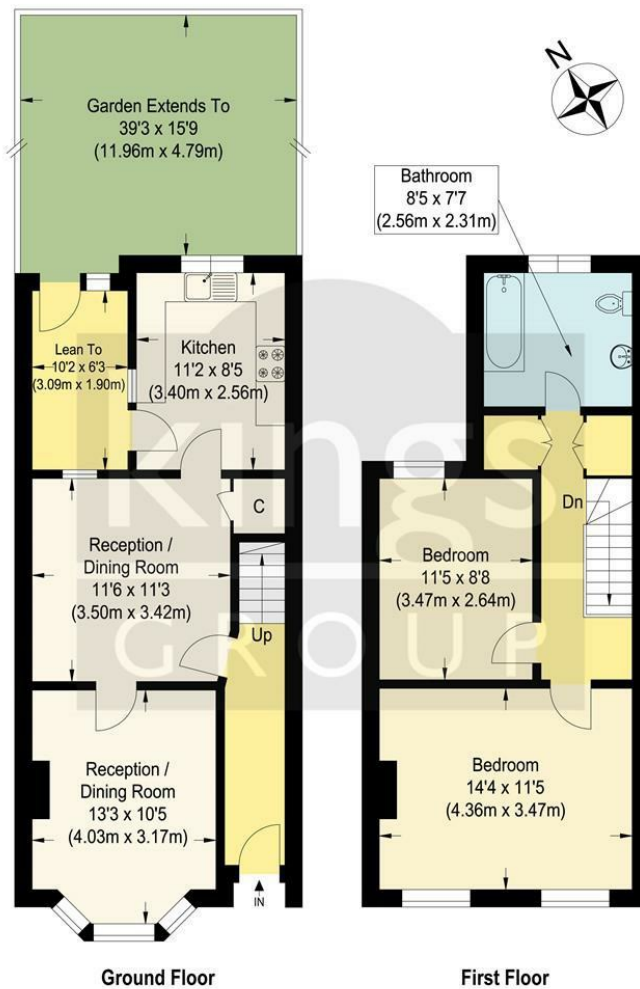 Garden Extends To
39'3 x 15'9
(11.96m x 4.79m)
N
Bathroom
8'5 x 7'7
(2.56m x 2.31m)
Lean To
10'2 x 6'3
(3.09m x 1.90m)
Kitchen
11'2 x 8'5
(3.40m x 2.56m)
kings
GROUP
C
Reception /
Dining Room
11'6 x 11'3
(3.50m x 3.42m)
Up
Dn
Bedroom
11'5 x 8'8
(3.47m x 2.64m)
Reception /
Dining Room
13'3 x 10'5
(4.03m x 3.17m)
IN
Bedroom
14'4 x 11'5
(4.36m x 3.47m)
Ground Floor
First Floor